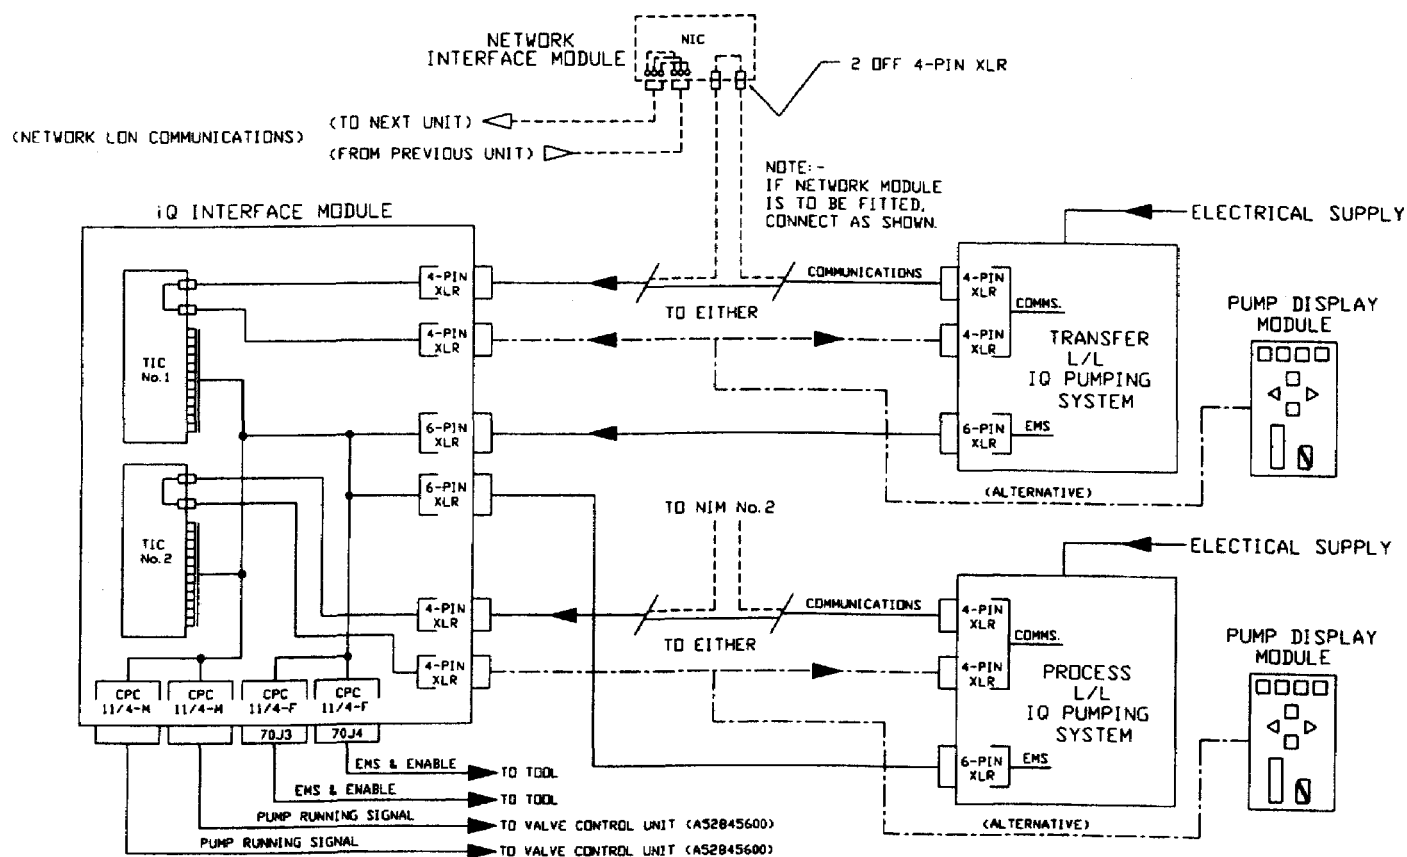 NETWORK
INTERFACE MODULE
NIC
2 OFF 4-PIN XLR
(NETWORK LON COMMUNICATIONS)
(TO NEXT UNIT)
(FROM PREVIOUS UNIT)
NOTE:-
IF NETWORK MODULE
IS TO BE FITTED,
CONNECT AS SHOWN.
iQ INTERFACE MODULE
ELECTRICAL SUPPLY
TIC
No.1
4-PIN
XLR
4-PIN
XLR
6-PIN
XLR
6-PIN
XLR
COMMUNICATIONS
TO EITHER
4-PIN
XLR
4-PIN
XLR
COMMS.
TRANSFER
L/L
IQ PUMPING
SYSTEM
6-PIN
XLR
EMS
PUMP DISPLAY
MODULE
(ALTERNATIVE)
TIC
No.2
TO NIM No.2
ELECTICAL SUPPLY
4-PIN
XLR
4-PIN
XLR
COMMUNICATIONS
TO EITHER
4-PIN
XLR
4-PIN
XLR
COMMS.
PROCESS
L/L
IQ PUMPING
SYSTEM
6-PIN
XLR
EMS
PUMP DISPLAY
MODULE
(ALTERNATIVE)
CPC
11/4-M
CPC
11/4-M
CPC
11/4-F
CPC
11/4-F
70J3
70J4
EMS & ENABLE
TO TOOL
EMS & ENABLE
TO TOOL
PUMP RUNNING SIGNAL
TO VALVE CONTROL UNIT (A52845600)
PUMP RUNNING SIGNAL
TO VALVE CONTROL UNIT (A52845600)